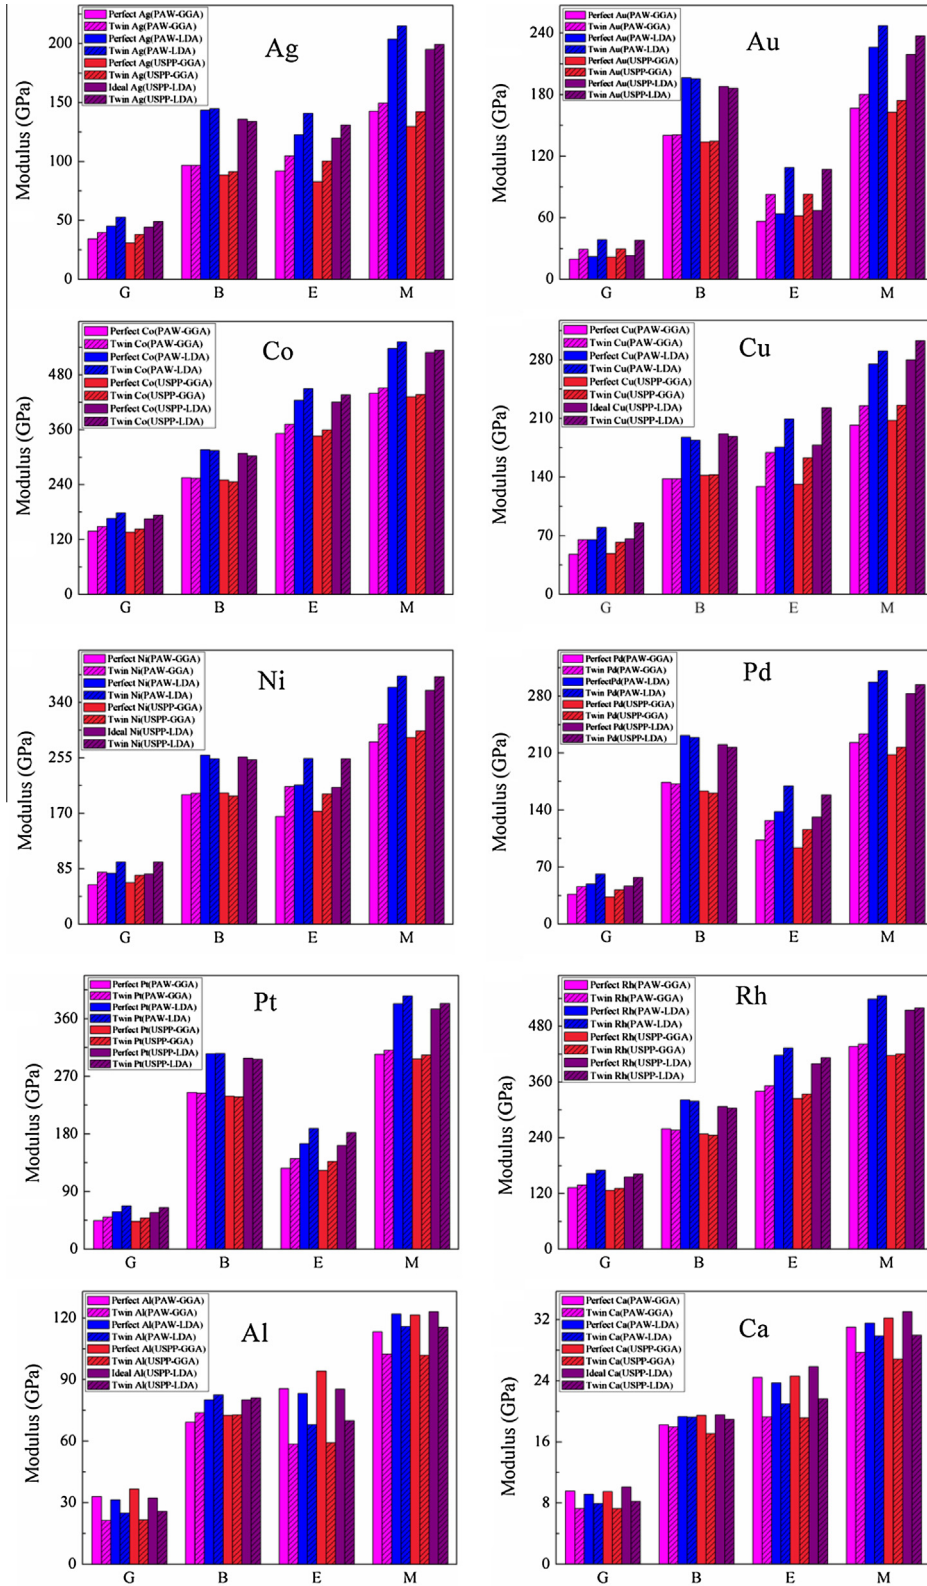 Perfect Ag(PAW-GGA)
Twin Ag(PAW-GGA)
Perfect Ag(PAW-LDA)
Twin Ag(PAW-LDA)
Perfect Ag(USPP-GGA)
Twin Ag(USPP-GGA)
Ideal Ag(USPP-LDA)
Twin Ag(USPP-LDA)
Ag
Modulus (GPa)
200
150
100
50
0
G B E M
Perfect Au(PAW-GGA)
Twin Au(PAW-GGA)
Perfect Au(PAW-LDA)
Twin Au(PAW-LDA)
Perfect Au(USPP-GGA)
Twin Au(USPP-GGA)
Perfect Au(USPP-LDA)
Twin Au(USPP-LDA)
Au
Modulus (GPa)
240
180
120
60
0
G B E M
Perfect Co(PAW-GGA)
Twin Co(PAW-GGA)
Perfect Co(PAW-LDA)
Twin Co(PAW-LDA)
Perfect Co(USPP-GGA)
Twin Co(USPP-GGA)
Perfect Co(USPP-LDA)
Twin Co(USPP-LDA)
Co
Modulus (GPa)
480
360
240
120
0
G B E M
Perfect Cu(PAW-GGA)
Twin Cu(PAW-GGA)
Perfect Cu(PAW-LDA)
Twin Cu(PAW-LDA)
Perfect Cu(USPP-GGA)
Twin Cu(USPP-GGA)
Ideal Cu(USPP-LDA)
Twin Cu(USPP-LDA)
Cu
Modulus (GPa)
280
210
140
70
0
G B E M
Perfect Ni(PAW-GGA)
Twin Ni(PAW-GGA)
Perfect Ni(PAW-LDA)
Twin Ni(PAW-LDA)
Perfect Ni(USPP-GGA)
Twin Ni(USPP-GGA)
Ideal Ni(USPP-LDA)
Twin Ni(USPP-LDA)
Ni
Modulus (GPa)
340
255
170
85
0
G B E M
Perfect Pd(PAW-GGA)
Twin Pd(PAW-GGA)
PerfectPd(PAW-LDA)
Twin Pd(PAW-LDA)
Perfect Pd(USPP-GGA)
Twin Pd(USPP-GGA)
Perfect Pd(USPP-LDA)
Twin Pd(USPP-LDA)
Pd
Modulus (GPa)
280
210
140
70
0
G B E M
Perfect Pt(PAW-GGA)
Twin Pt(PAW-GGA)
Perfect Pt(PAW-LDA)
Twin Pt(PAW-LDA)
Perfect Pt(USPP-GGA)
Twin Pt(USPP-GGA)
Perfect Pt(USPP-LDA)
Twin Pt(USPP-LDA)
Pt
Modulus (GPa)
360
270
180
90
0
G B E M
Perfect Rh(PAW-GGA)
Twin Rh(PAW-GGA)
Perfect Rh(PAW-LDA)
Twin Rh(PAW-LDA)
Perfect Rh(USPP-GGA)
Twin Rh(USPP-GGA)
Perfect Rh(USPP-LDA)
Twin Rh(USPP-LDA)
Rh
Modulus (GPa)
480
360
240
120
0
G B E M
Perfect Al(PAW-GGA)
Twin Al(PAW-GGA)
Perfect Al(PAW-LDA)
Twin Al(PAW-LDA)
Perfect Al(USPP-GGA)
Twin Al(USPP-GGA)
Ideal Al(USPP-LDA)
Twin Al(USPP-LDA)
Al
Modulus (GPa)
120
90
60
30
0
G B E M
Perfect Ca(PAW-GGA)
Twin Ca(PAW-GGA)
Perfect Ca(PAW-LDA)
Twin Ca(PAW-LDA)
Perfect Ca(USPP-GGA)
Twin Ca(USPP-GGA)
Ideal Ca(USPP-LDA)
Twin Ca(USPP-LDA)
Ca
Modulus (GPa)
32
24
16
8
0
G B E M